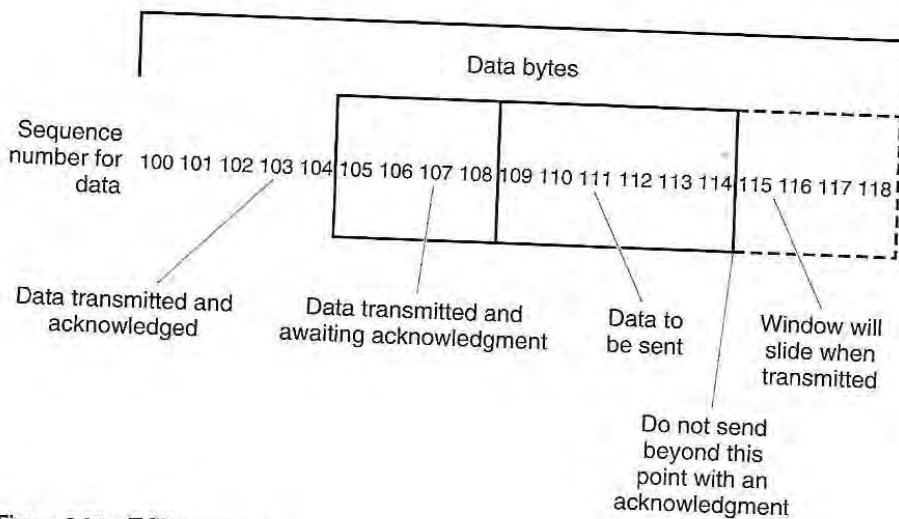 Data bytes
Sequence
number for
data
100 101 102 103 104 105 106 107 108 109 110 111 112 113 114 115 116 117 118
Data transmitted and
acknowledged
Data transmitted and
awaiting acknowledgment
Data to
be sent
Window will
slide when
transmitted
Do not send
beyond this
point with an
acknowledgment